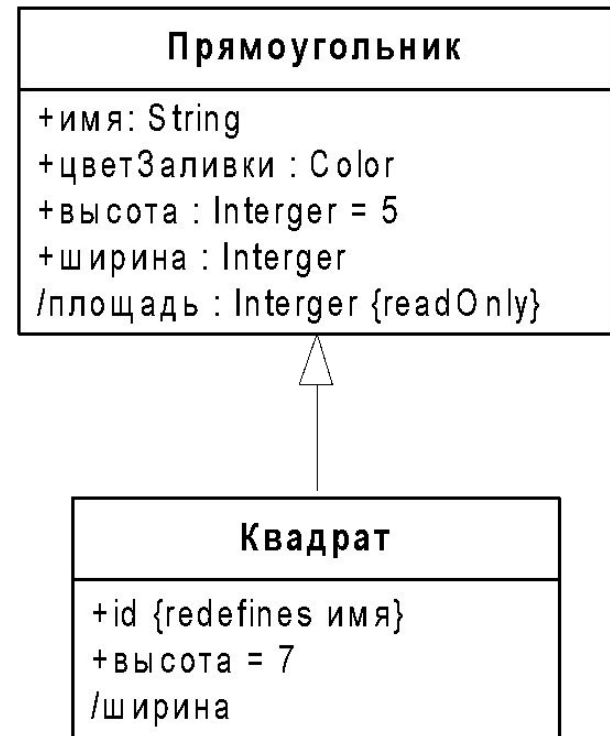 Прямоугольник
+имя: String
+цветЗаливки : Color
+высота : Interger = 5
+ширина : Interger
/площадь : Interger {readOnly}
Квадрат
+id {redefines имя}
+высота = 7
/ширина